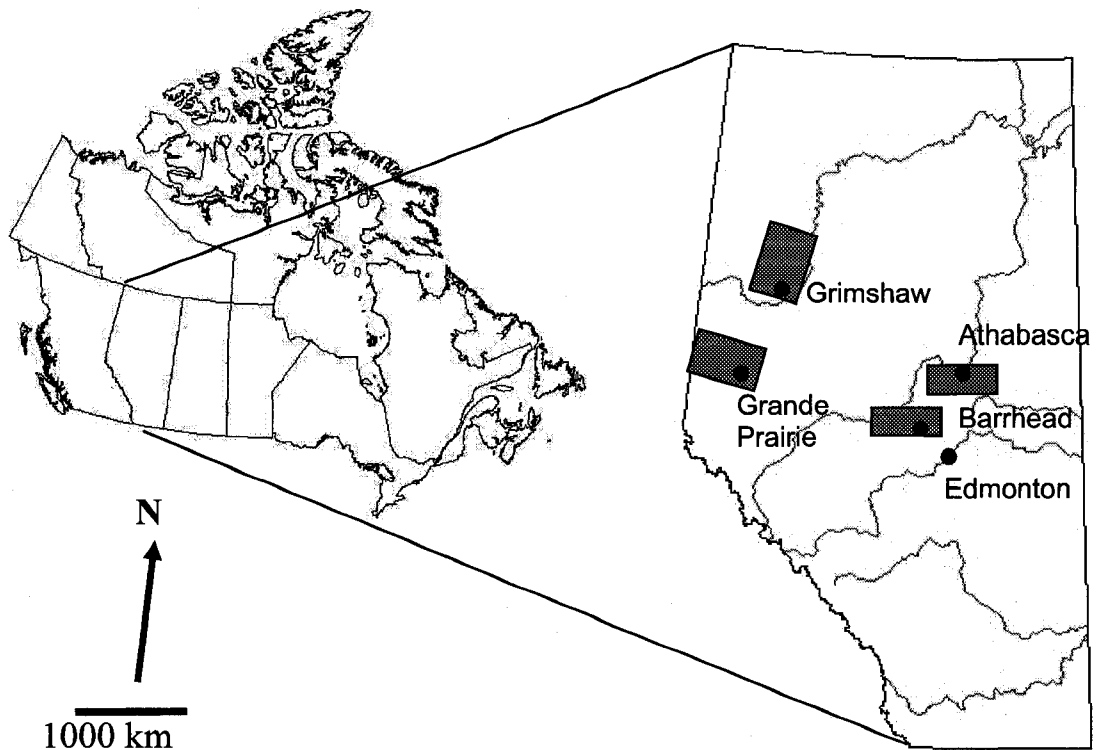 Grimshaw
Athabasca
Grande
Prairie
Barrhead
Edmonton
N
1000 km